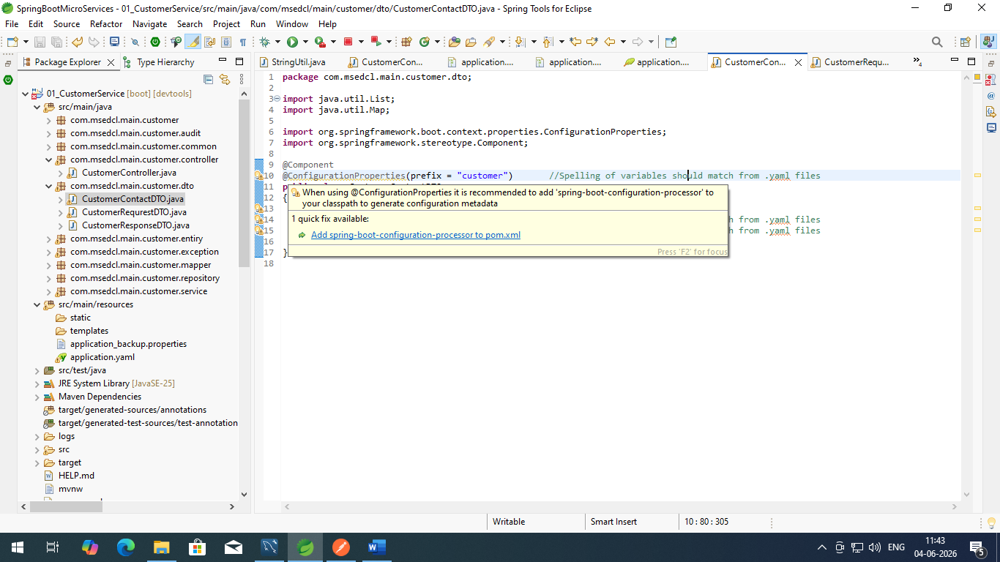 SpringBootMicroServices - 01_CustomerService/src/main/java/com/msedcl/main/customer/dto/CustomerContactDTO.java - Spring Tools for Eclipse
File Edit Source Refactor Navigate Search Project Run Window Help
Package Explorer
Type Hierarchy
StringUtil.java
CustomerCon...
application....
application....
application....
CustomerCon...
CustomerRequ...
4
01_CustomerService [boot] [devtools]
src/main/java
com.msedcl.main.customer
com.msedcl.main.customer.audit
com.msedcl.main.customer.common
com.msedcl.main.customer.controller
CustomerController.java
com.msedcl.main.customer.dto
CustomerContactDTO.java
CustomerRequrestDTO.java
CustomerResponseDTO.java
com.msedcl.main.customer.entiry
com.msedcl.main.customer.exception
com.msedcl.main.customer.mapper
com.msedcl.main.customer.repository
com.msedcl.main.customer.service
src/main/resources
static
templates
application_backup.properties
application.yaml
src/test/java
JRE System Library [JavaSE-25]
Maven Dependencies
target/generated-sources/annotations
target/generated-test-sources/test-annotation
logs
src
target
HELP.md
mvnw
1 package com.msedcl.main.customer.dto;
2
3 import java.util.List;
4 import java.util.Map;
5
6 import org.springframework.boot.context.properties.ConfigurationProperties;
7 import org.springframework.stereotype.Component;
8
9 @Component
10 @ConfigurationProperties(prefix = "customer") //Spelling of variables should match from .yaml files
11
12 {
13
14 h from .yaml files
15 h from .yaml files
16
17 }
18
When using @ConfigurationProperties it is recommended to add 'spring-boot-configuration-processor' to
your classpath to generate configuration metadata
1 quick fix available:
Add spring-boot-configuration-processor to pom.xml
Press 'F2' for focus
Writable
Smart Insert
10 : 80 : 305
ENG
11:43
04-06-2026
5